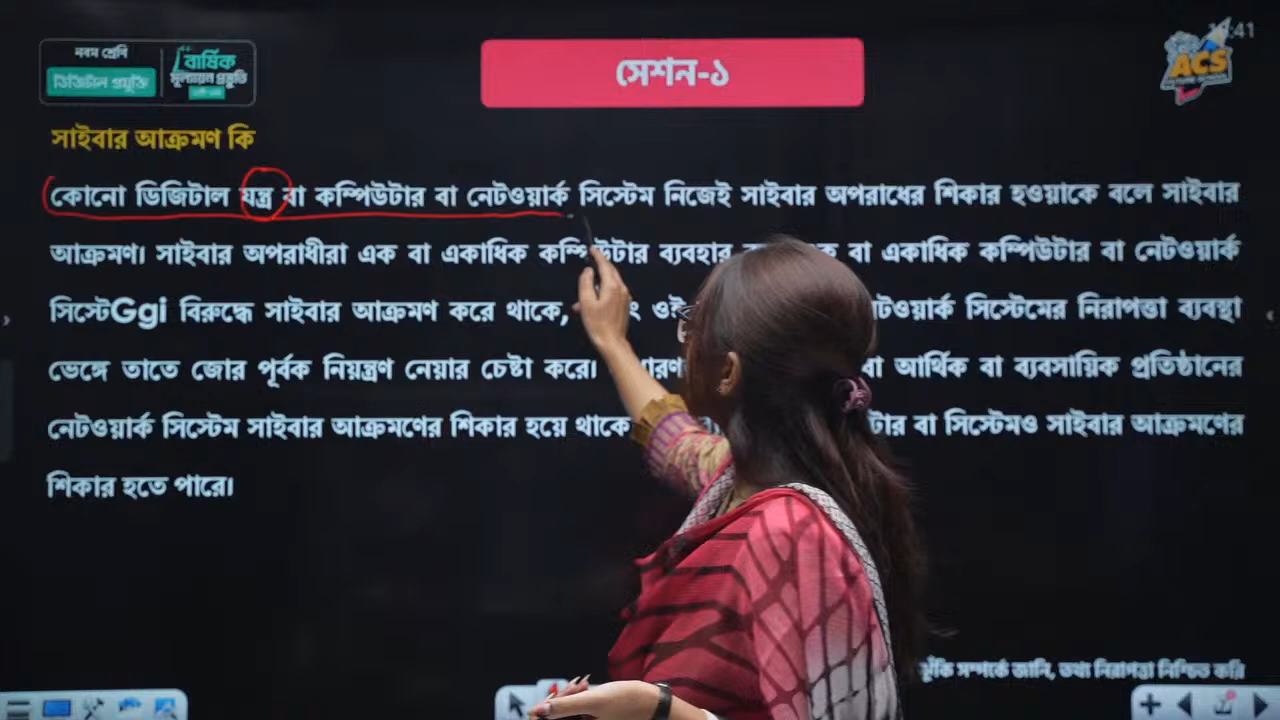 নবম শ্রেণি
ডিজিটাল প্রযুক্তি
বার্ষিক
মূল্যায়ন প্রস্তুতি
সেশন-১
41
ACS
সাইবার আক্রমণ কি
কোনো ডিজিটাল যন্ত্র বা কম্পিউটার বা নেটওয়ার্ক সিস্টেম নিজেই সাইবার অপরাধের শিকার হওয়াকে বলে সাইবার
আক্রমণ। সাইবার অপরাধীরা এক বা একাধিক কম্পিউটার ব্যবহার ক বা একাধিক কম্পিউটার বা নেটওয়ার্ক
সিস্টেGgi বিরুদ্ধে সাইবার আক্রমণ করে থাকে, সিস্টেমের নিরাপত্তা ব্যবস্থা
ভেঙ্গে তাতে জোর পূর্বক নিয়ন্ত্রণ নেয়ার চেষ্টা করে। বা আর্থিক বা ব্যবসায়িক প্রতিষ্ঠানের
নেটওয়ার্ক সিস্টেম সাইবার আক্রমণের শিকার হয়ে থাকে টার বা সিস্টেমও সাইবার আক্রমণের
শিকার হতে পারে।
ঝুঁকি সম্পর্কে জানি, তথ্য নিরাপত্তা নিশ্চিত করি